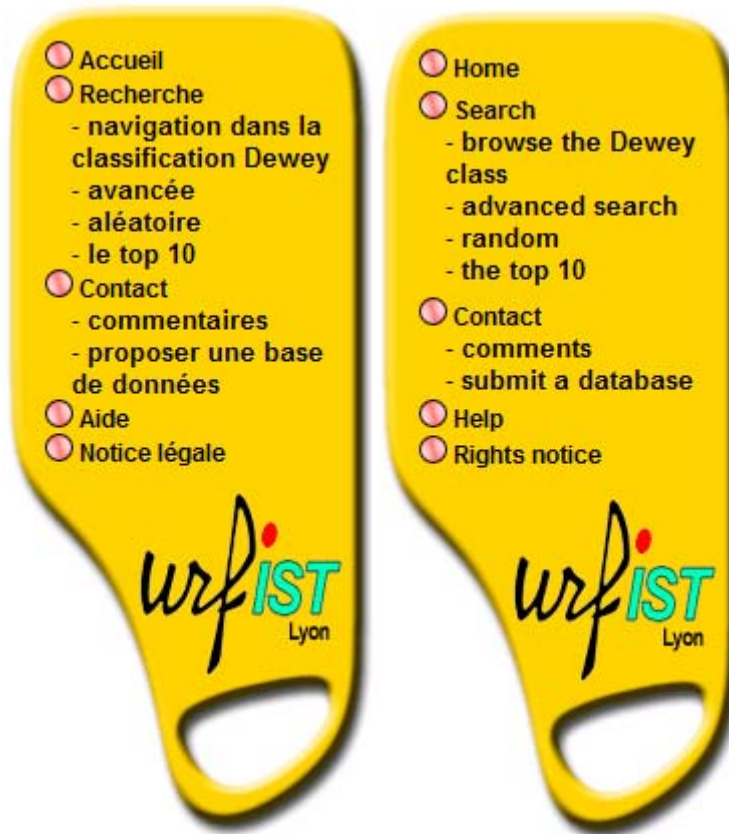 Accueil
Recherche
- navigation dans la
classification Dewey
- avancée
- aléatoire
- le top 10
Contact
- commentaires
- proposer une base
de données
Aide
Notice légale
urfIST
Lyon
Home
Search
- browse the Dewey
class
- advanced search
- random
- the top 10
Contact
- comments
- submit a database
Help
Rights notice
urfIST
Lyon